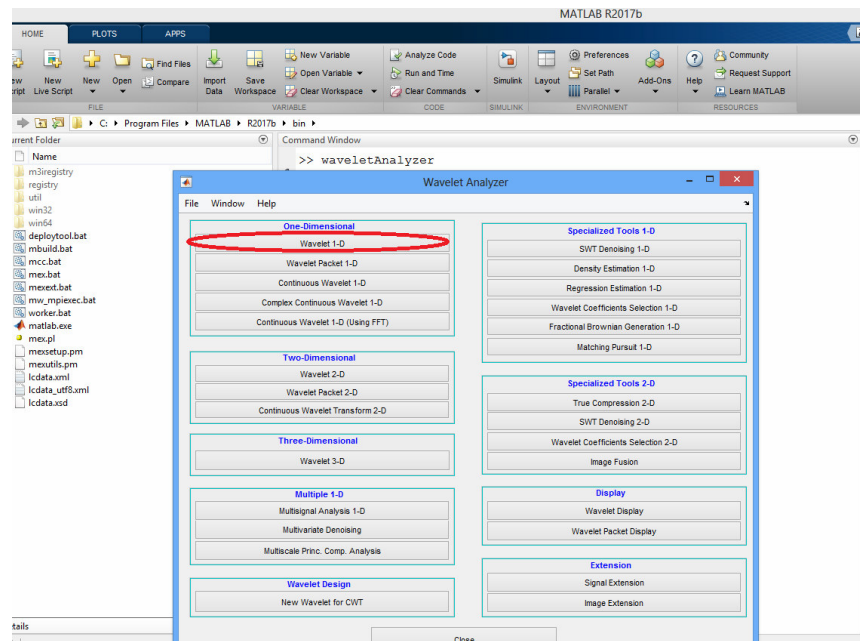 MATLAB R2017b
HOME PLOTS APPS
New Script
New Live Script
New
Open
Find Files
Compare
Import Data
Save Workspace
New Variable
Open Variable
Clear Workspace
Analyze Code
Run and Time
Clear Commands
Simulink
Layout
Preferences
Set Path
Parallel
Add-Ons
Help
Community
Request Support
Learn MATLAB
FILE VARIABLE CODE SIMULINK ENVIRONMENT RESOURCES
C: Program Files MATLAB R2017b bin
urrent Folder
Name
m3iregistry
registry
util
win32
win64
deploytool.bat
mbuild.bat
mcc.bat
mex.bat
mexext.bat
mw_mpiexec.bat
worker.bat
matlab.exe
mex.pl
mexsetup.pm
mexutils.pm
lcdata.xml
lcdata_utf8.xml
lcdata.xsd
tails
Command Window
>> waveletAnalyzer
Wavelet Analyzer
File Window Help
One-Dimensional
Wavelet 1-D
Wavelet Packet 1-D
Continuous Wavelet 1-D
Complex Continuous Wavelet 1-D
Continuous Wavelet 1-D (Using FFT)
Two-Dimensional
Wavelet 2-D
Wavelet Packet 2-D
Continuous Wavelet Transform 2-D
Three-Dimensional
Wavelet 3-D
Multiple 1-D
Multisignal Analysis 1-D
Multivariate Denoising
Multiscale Princ. Comp. Analysis
Wavelet Design
New Wavelet for CWT
Specialized Tools 1-D
SWT Denoising 1-D
Density Estimation 1-D
Regression Estimation 1-D
Wavelet Coefficients Selection 1-D
Fractional Brownian Generation 1-D
Matching Pursuit 1-D
Specialized Tools 2-D
True Compression 2-D
SWT Denoising 2-D
Wavelet Coefficients Selection 2-D
Image Fusion
Display
Wavelet Display
Wavelet Packet Display
Extension
Signal Extension
Image Extension
Close